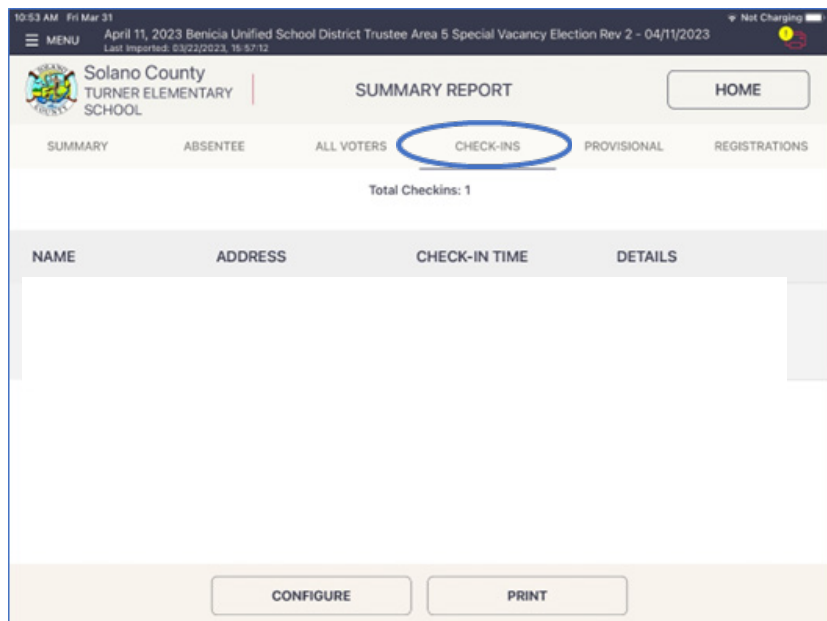 10:53 AM Fri Mar 31
Not Charging
MENU
April 11, 2023 Benicia Unified School District Trustee Area 5 Special Vacancy Election Rev 2 - 04/11/2023
Last Imported: 03/22/2023, 15:57:12
Solano County
TURNER ELEMENTARY
SCHOOL
SUMMARY REPORT
HOME
SUMMARY
ABSENTEE
ALL VOTERS
CHECK-INS
PROVISIONAL
REGISTRATIONS
Total Checkins: 1
NAME
ADDRESS
CHECK-IN TIME
DETAILS
CONFIGURE
PRINT